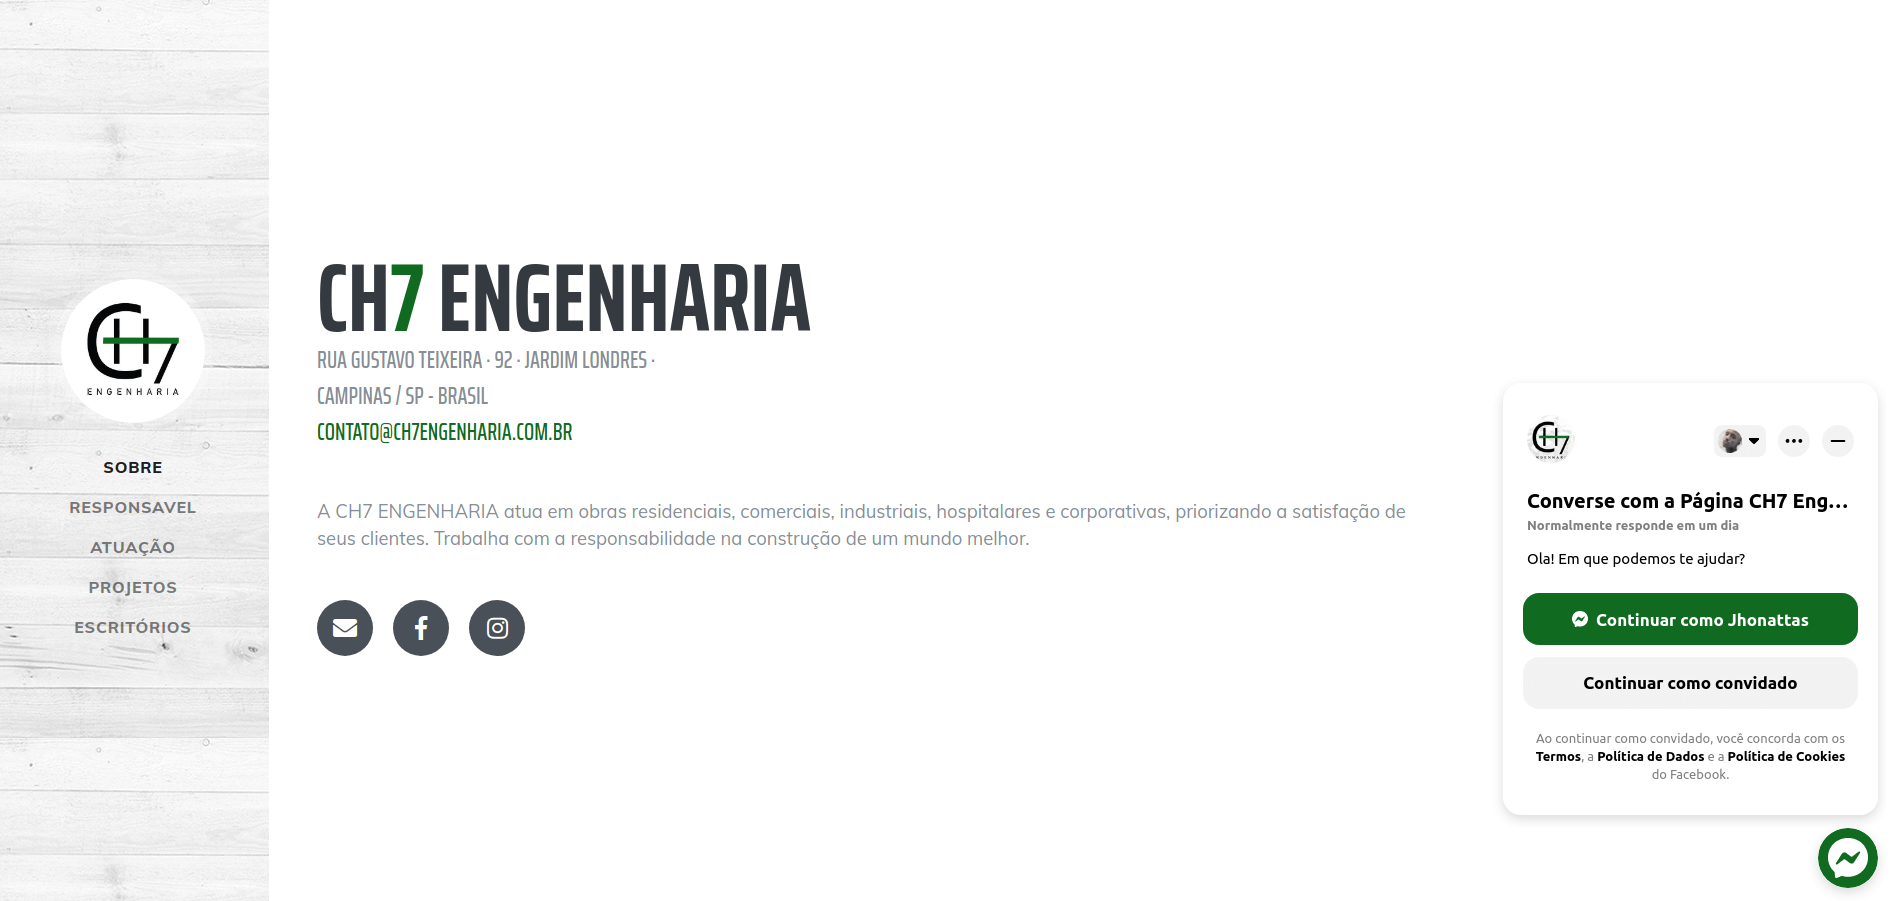 CH7
ENGENHARIA
SOBRE
RESPONSAVEL
ATUAÇÃO
PROJETOS
ESCRITÓRIOS
CH7 ENGENHARIA
RUA GUSTAVO TEIXEIRA · 92 · JARDIM LONDRES ·
CAMPINAS / SP - BRASIL
CONTATO@CH7ENGENHARIA.COM.BR
A CH7 ENGENHARIA atua em obras residenciais, comerciais, industriais, hospitalares e corporativas, priorizando a satisfação de
seus clientes. Trabalha com a responsabilidade na construção de um mundo melhor.
CH7
ENGENHARIA
Converse com a Página CH7 Eng...
Normalmente responde em um dia
Ola! Em que podemos te ajudar?
Continuar como Jhonattas
Continuar como convidado
Ao continuar como convidado, você concorda com os
Termos, a Política de Dados e a Política de Cookies
do Facebook.